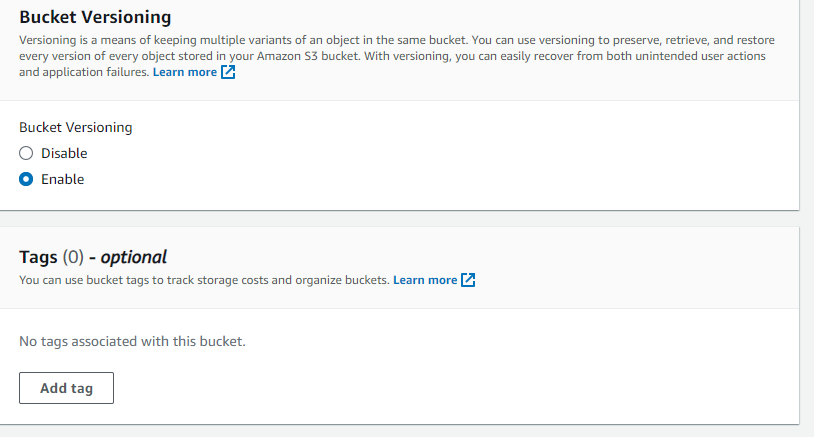 Bucket Versioning
Versioning is a means of keeping multiple variants of an object in the same bucket. You can use versioning to preserve, retrieve, and restore
every version of every object stored in your Amazon S3 bucket. With versioning, you can easily recover from both unintended user actions
and application failures. Learn more
Bucket Versioning
Disable
Enable
Tags (0) - optional
You can use bucket tags to track storage costs and organize buckets. Learn more
No tags associated with this bucket.
Add tag